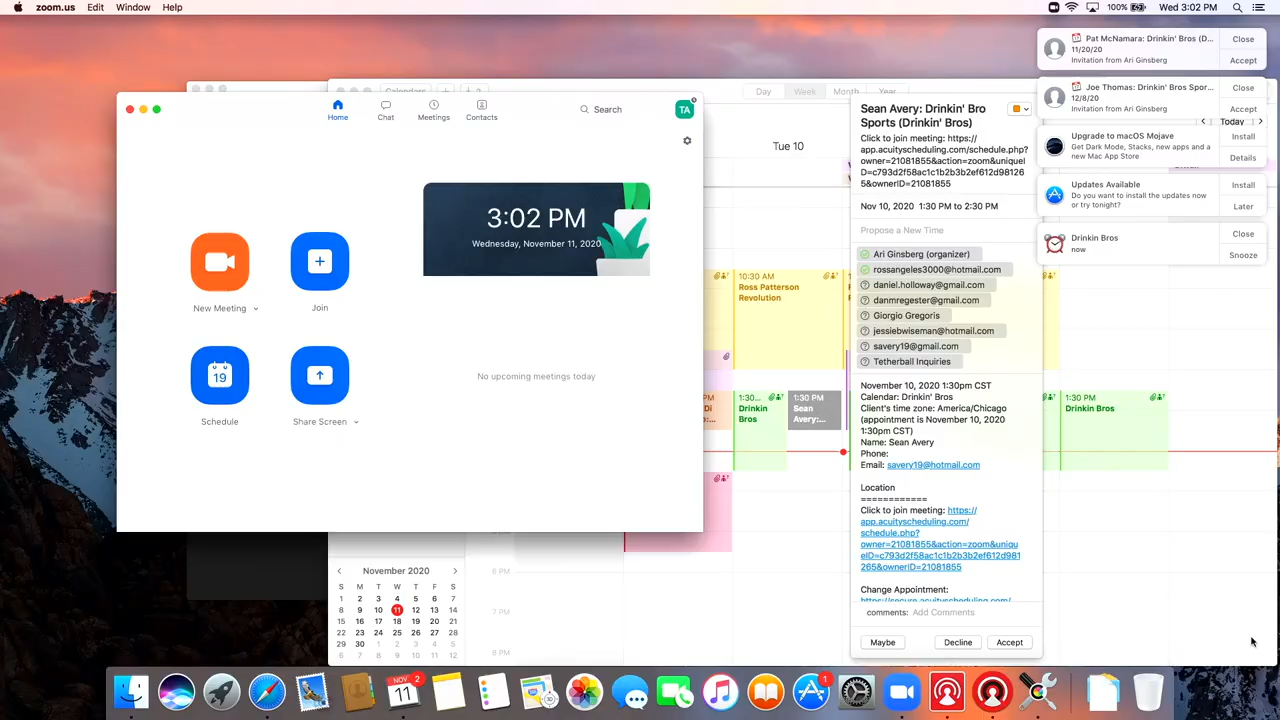 zoom.us Edit Window Help
100% Wed 3:02 PM
Calendars
Day Week Month Year
Today
Home Chat Meetings Contacts
Search
TA
3:02 PM
Wednesday, November 11, 2020
No upcoming meetings today
New Meeting
Join
19
Schedule
Share Screen
Tue 10
10:30 AM
Ross Patterson
Revolution
1:30...
Drinkin
Bros
1:30 PM
Sean
Avery:...
1:30 PM
Drinkin Bros
6 PM
7 PM
8 PM
November 2020
S M T W T F S
1 2 3 4 5 6 7
8 9 10 11 12 13 14
15 16 17 18 19 20 21
22 23 24 25 26 27 28
29 30 1 2 3 4 5
6 7 8 9 10 11 12
Sean Avery: Drinkin' Bro
Sports (Drinkin' Bros)
Click to join meeting: https://
app.acuityscheduling.com/schedule.php?
owner=21081855&action=zoom&uniqueI
D=c793d2f58ac1c1b2b3b2ef612d98126
5&ownerID=21081855
Nov 10, 2020 1:30 PM to 2:30 PM
Propose a New Time
Ari Ginsberg (organizer)
rossangeles3000@hotmail.com
daniel.holloway@gmail.com
danmregester@gmail.com
Giorgio Gregoris
jessiebwiseman@hotmail.com
savery19@gmail.com
Tetherball Inquiries
November 10, 2020 1:30pm CST
Calendar: Drinkin' Bros
Client's time zone: America/Chicago
(appointment is November 10, 2020
1:30pm CST)
Name: Sean Avery
Phone:
Email: savery19@hotmail.com
Location
============
Click to join meeting: https://
app.acuityscheduling.com/
schedule.php?
owner=21081855&action=zoom&uniqu
eID=c793d2f58ac1c1b2b3b2ef612d981
265&ownerID=21081855
Change Appointment:
comments: Add Comments
Maybe Decline Accept
Pat McNamara: Drinkin' Bros (D...
11/20/20
Invitation from Ari Ginsberg
Close
Accept
Joe Thomas: Drinkin' Bros Spor...
12/8/20
Invitation from Ari Ginsberg
Close
Accept
Upgrade to macOS Mojave
Get Dark Mode, Stacks, new apps and a
new Mac App Store
Install
Details
Updates Available
Do you want to install the updates now
or try tonight?
Install
Later
Drinkin Bros
now
Close
Snooze
NOV
11
2
1